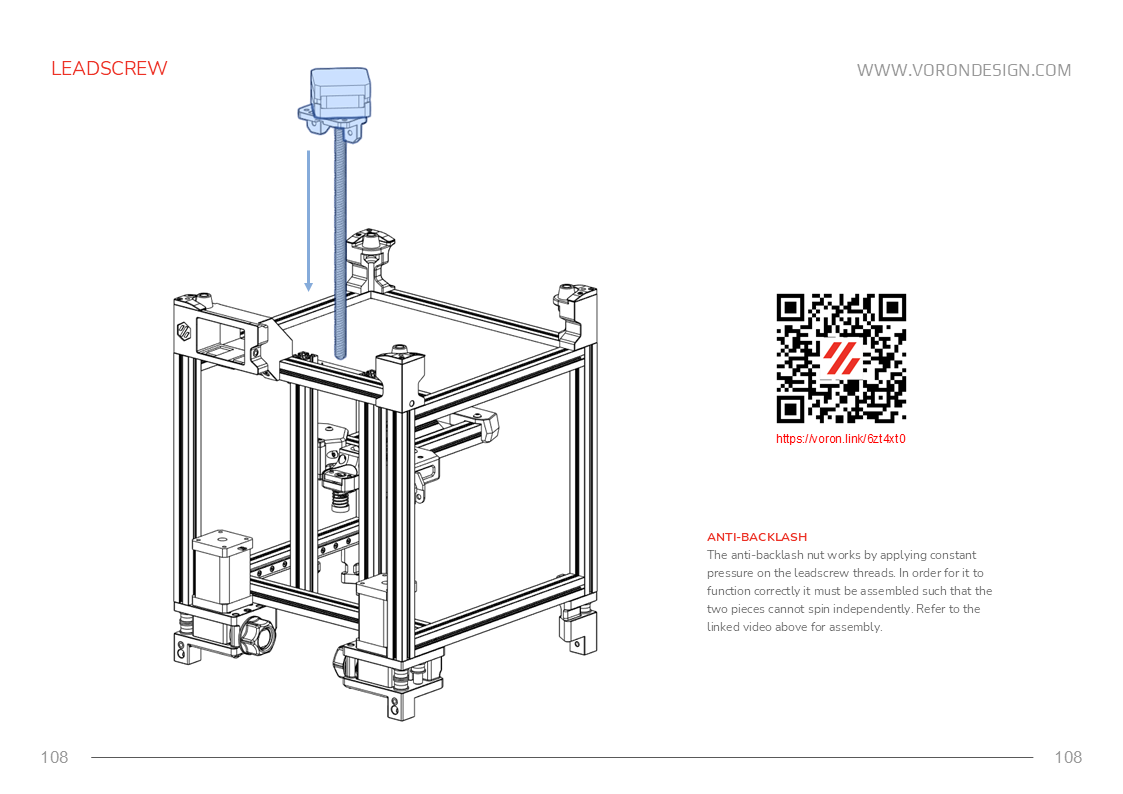 LEADSCREW
WWW.VORONDESIGN.COM
https://voron.link/6zt4xt0
ANTI-BACKLASH
The anti-backlash nut works by applying constant
pressure on the leadscrew threads. In order for it to
function correctly it must be assembled such that the
two pieces cannot spin independently. Refer to the
linked video above for assembly.
108
108